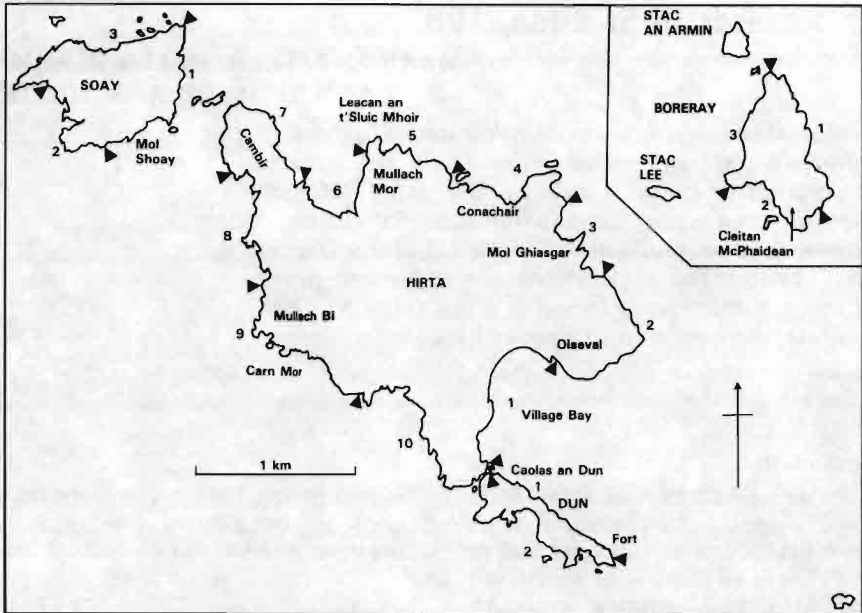 3
SOAY
1
2
Mol
Shoay
7
Cambir
Leacan an
t'Sluic Mhoir
5
Mullach
Mor
6
4
Conachair
3
Mol Ghiasgar
8
HIRTA
2
Mullach Bi
9
Carn Mor
Oiseval
1
Village Bay
10
1 km
Caolas an Dun
1
DUN
2
Fort
STAC
AN ARMIN
BORERAY
3
1
STAC
LEE
2
Cleitan
McPhaidean